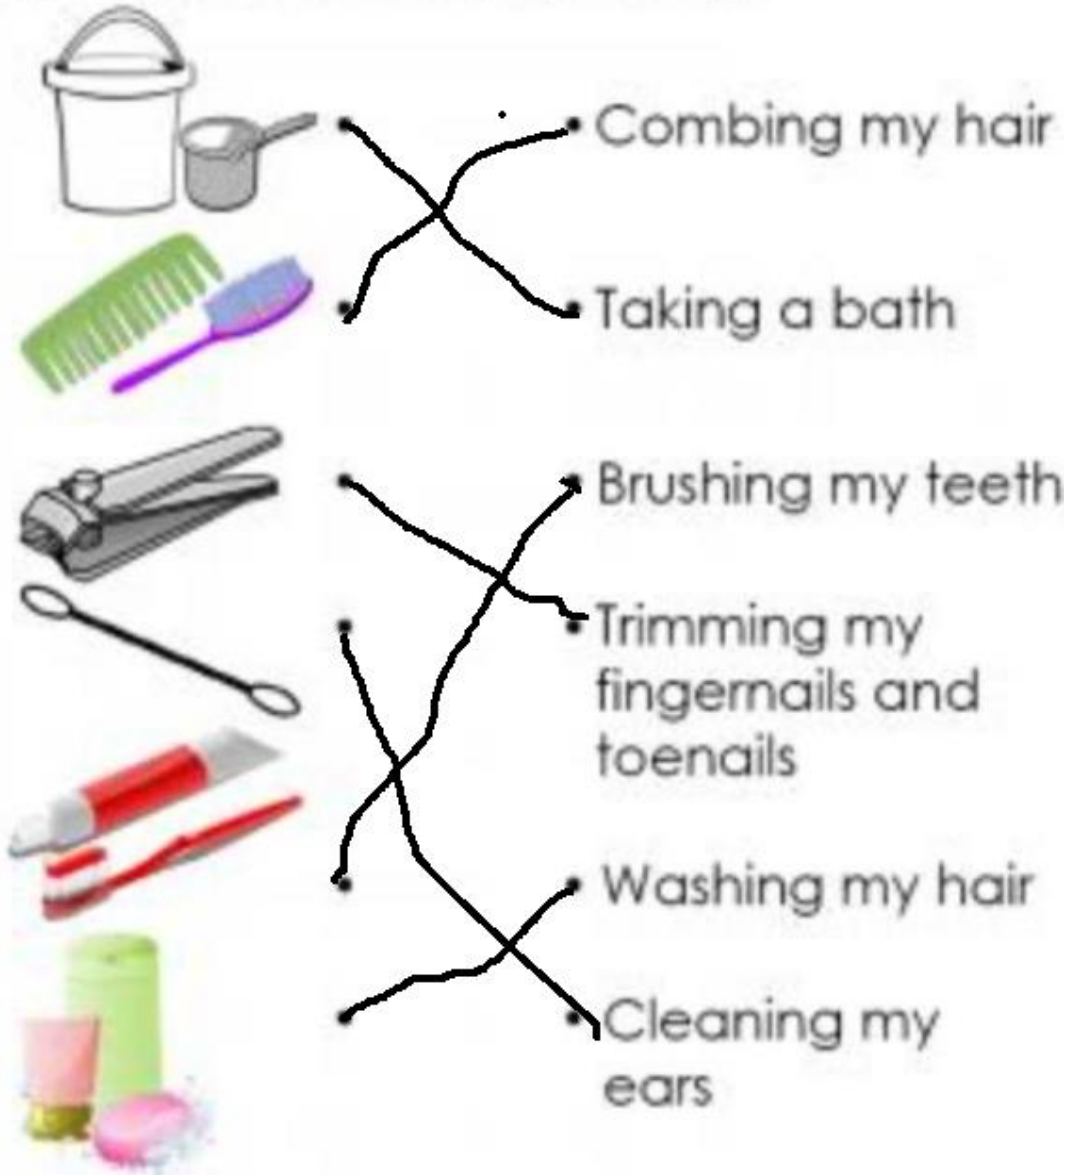 Combing my hair
Taking a bath
Brushing my teeth
Trimming my
fingernails and
toenails
Washing my hair
Cleaning my
ears